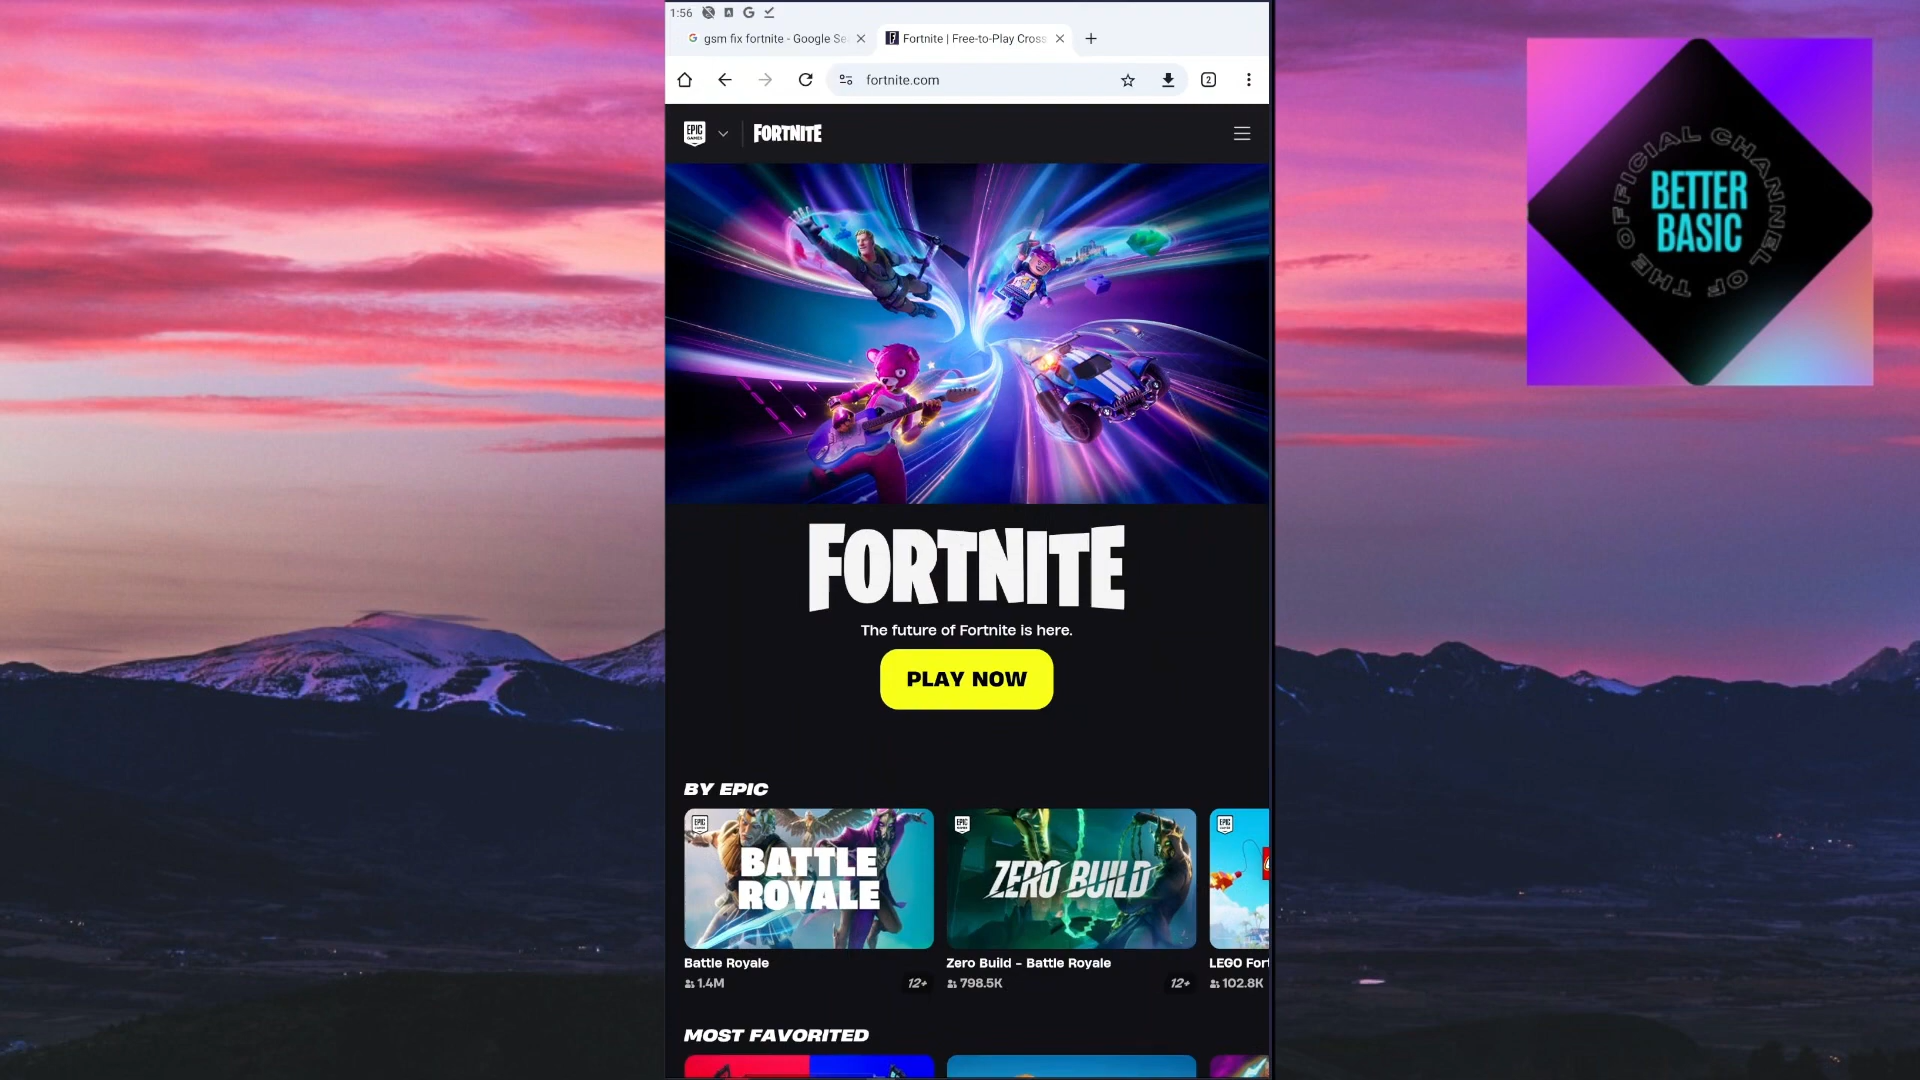 1:56
gsm fix fortnite - Google Se
Fortnite | Free-to-Play Cross
fortnite.com
2
EPIC GAMES
FORTNITE
FORTNITE
The future of Fortnite is here.
PLAY NOW
BY EPIC
BATTLE
ROYALE
ZERO BUILD
Battle Royale
1.4M
12+
Zero Build - Battle Royale
798.5K
12+
LEGO Fort
102.8K
MOST FAVORITED
OFFICIAL CHANNEL OF THE
BETTER
BASIC